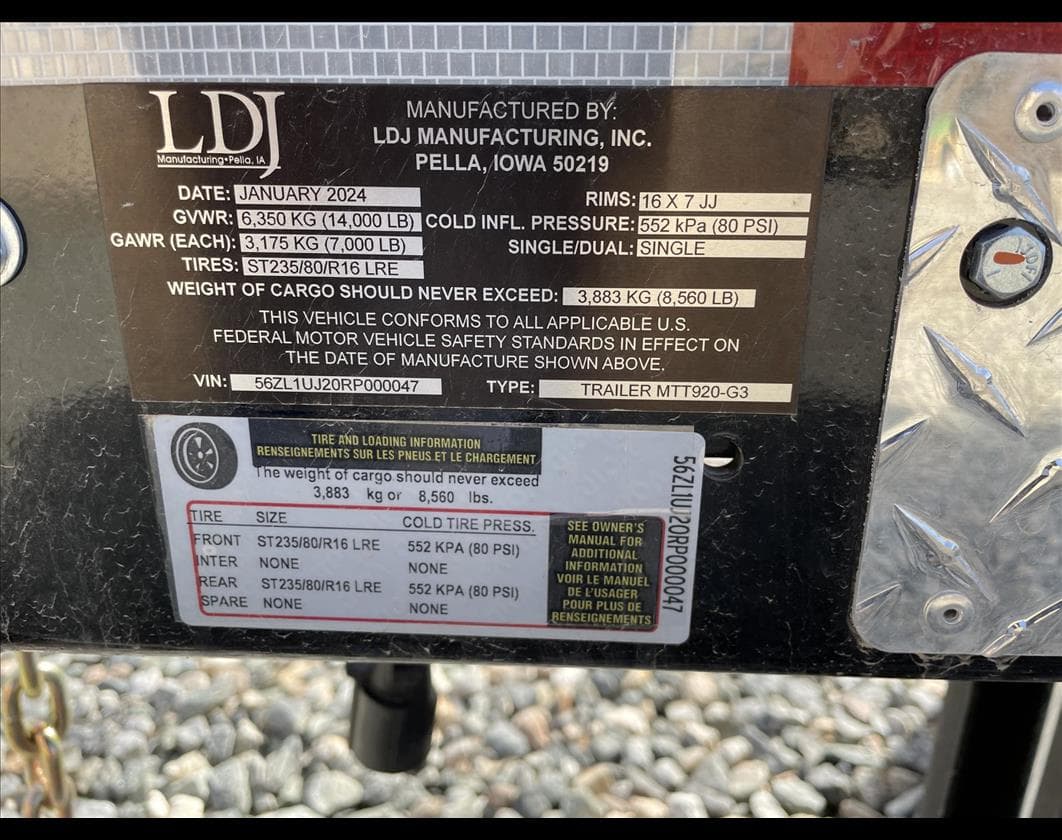 LDJ
Manufacturing•Pella, IA
MANUFACTURED BY:
LDJ MANUFACTURING, INC.
PELLA, IOWA 50219
DATE: JANUARY 2024
RIMS: 16 X 7 JJ
GVWR: 6,350 KG (14,000 LB)
COLD INFL. PRESSURE: 552 kPa (80 PSI)
GAWR (EACH): 3,175 KG (7,000 LB)
SINGLE/DUAL: SINGLE
TIRES: ST235/80/R16 LRE
WEIGHT OF CARGO SHOULD NEVER EXCEED: 3,883 KG (8,560 LB)
THIS VEHICLE CONFORMS TO ALL APPLICABLE U.S.
FEDERAL MOTOR VEHICLE SAFETY STANDARDS IN EFFECT ON
THE DATE OF MANUFACTURE SHOWN ABOVE.
VIN: 56ZL1UJ20RP000047
TYPE: TRAILER MTT920-G3
TIRE AND LOADING INFORMATION
RENSEIGNEMENTS SUR LES PNEUS ET LE CHARGEMENT
The weight of cargo should never exceed
3,883 kg or 8,560 lbs.
TIRE SIZE COLD TIRE PRESS.
FRONT ST235/80/R16 LRE 552 KPA (80 PSI)
INTER NONE NONE
REAR ST235/80/R16 LRE 552 KPA (80 PSI)
SPARE NONE NONE
SEE OWNER'S
MANUAL FOR
ADDITIONAL
INFORMATION
VOIR LE MANUEL
DE L'USAGER
POUR PLUS DE
RENSEIGNEMENTS
56ZL1UJ20RP000047